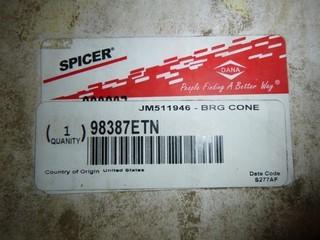 SPICER®
DANA
People Finding A Better Way®
JM511946 - BRG CONE
( 1 ) 98387ETN
QUANITY
Country of Origin United States
Date Code
S277AF